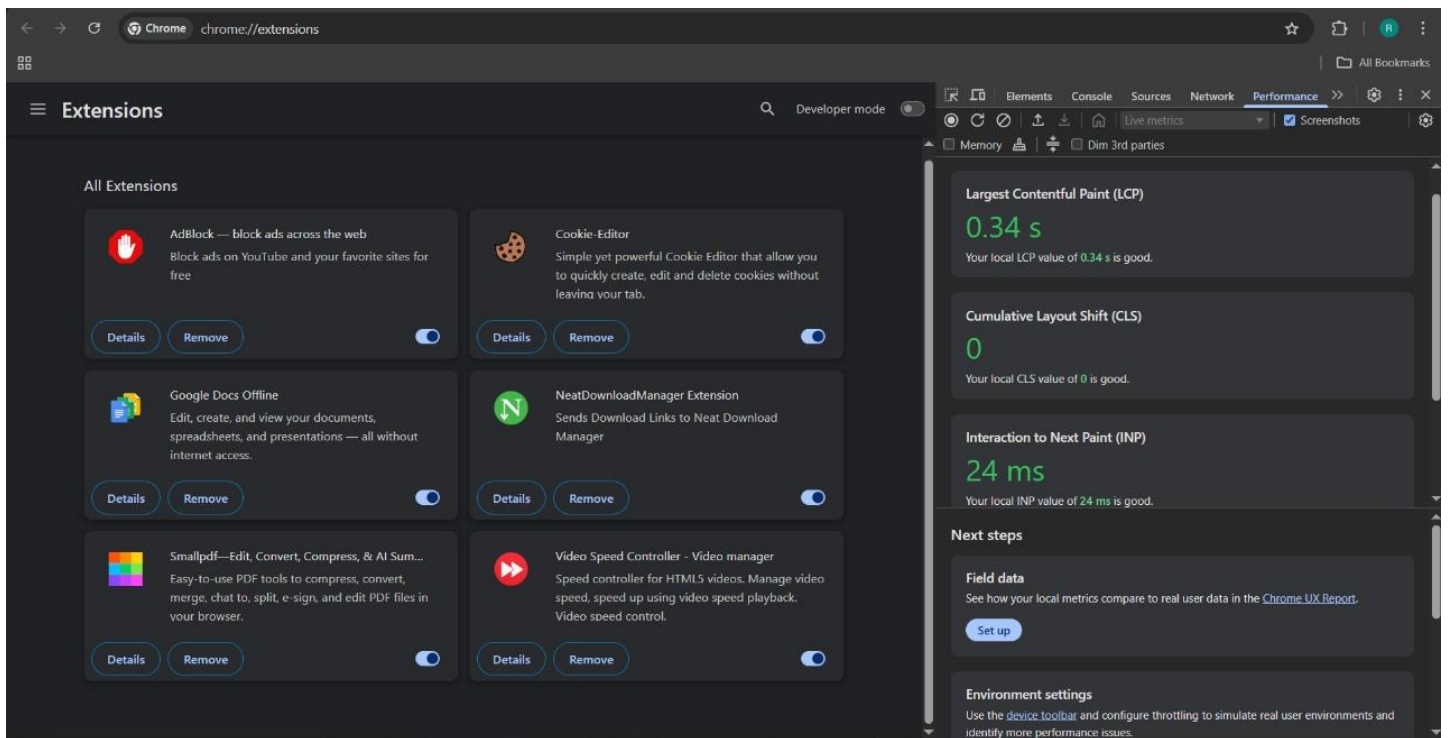 Chrome
chrome://extensions
R
All Bookmarks
Extensions
Developer mode
All Extensions
AdBlock — block ads across the web
Block ads on YouTube and your favorite sites for
free
Details
Remove
Cookie-Editor
Simple yet powerful Cookie Editor that allow you
to quickly create, edit and delete cookies without
leaving your tab.
Details
Remove
Google Docs Offline
Edit, create, and view your documents,
spreadsheets, and presentations — all without
internet access.
Details
Remove
N
NeatDownloadManager Extension
Sends Download Links to Neat Download
Manager
Details
Remove
Smallpdf—Edit, Convert, Compress, & AI Sum...
Easy-to-use PDF tools to compress, convert,
merge, chat to, split, e-sign, and edit PDF files in
your browser.
Details
Remove
Video Speed Controller - Video manager
Speed controller for HTML5 videos. Manage video
speed, speed up using video speed playback.
Video speed control.
Details
Remove
Elements
Console
Sources
Network
Performance
Live metrics
Screenshots
Memory
Dim 3rd parties
Largest Contentful Paint (LCP)
0.34 s
Your local LCP value of 0.34 s is good.
Cumulative Layout Shift (CLS)
0
Your local CLS value of 0 is good.
Interaction to Next Paint (INP)
24 ms
Your local INP value of 24 ms is good.
Next steps
Field data
See how your local metrics compare to real user data in the Chrome UX Report.
Set up
Environment settings
Use the device toolbar and configure throttling to simulate real user environments and
identify more performance issues.